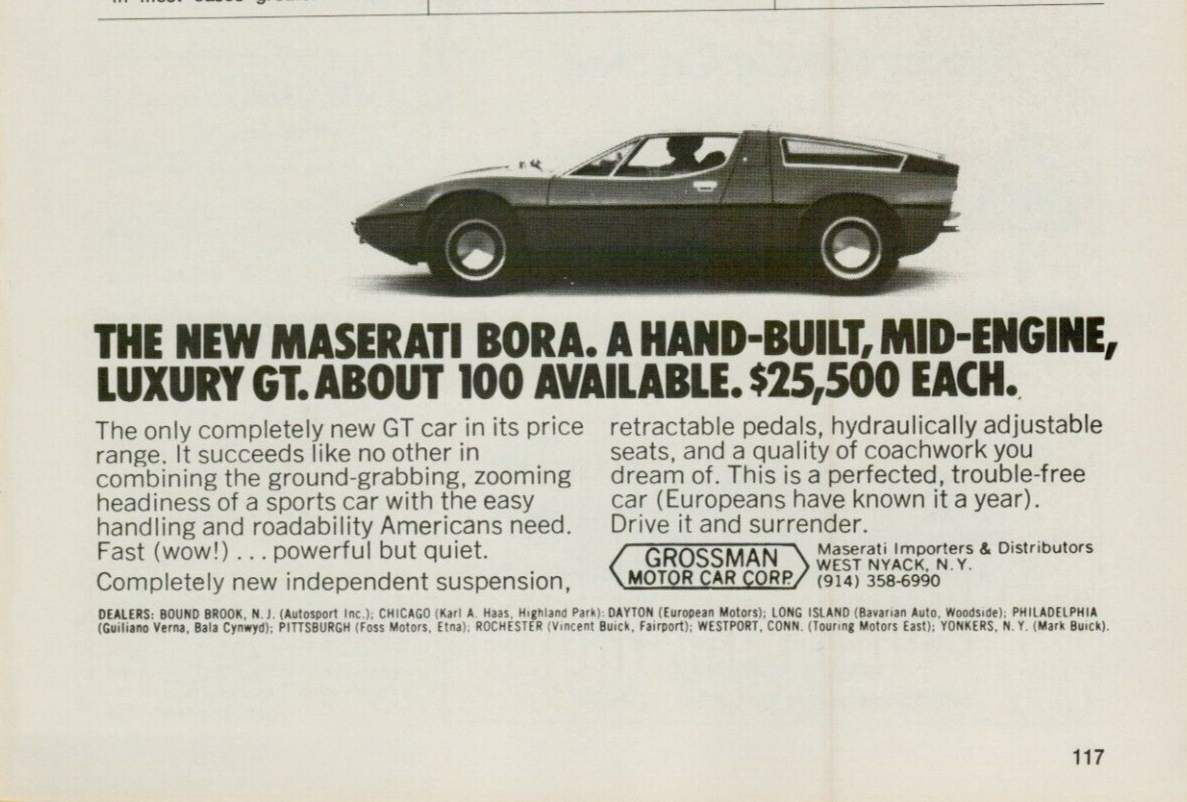 THE NEW MASERATI BORA. A HAND-BUILT, MID-ENGINE,
LUXURY GT. ABOUT 100 AVAILABLE. $25,500 EACH.
The only completely new GT car in its price
range. It succeeds like no other in
combining the ground-grabbing, zooming
headiness of a sports car with the easy
handling and roadability Americans need.
Fast (wow!) ... powerful but quiet.
Completely new independent suspension,
retractable pedals, hydraulically adjustable
seats, and a quality of coachwork you
dream of. This is a perfected, trouble-free
car (Europeans have known it a year).
Drive it and surrender.
GROSSMAN
MOTOR CAR CORP.
Maserati Importers & Distributors
WEST NYACK, N.Y.
(914) 358-6990
DEALERS: BOUND BROOK, N.J. (Autosport Inc.); CHICAGO (Karl A. Haas, Highland Park); DAYTON (European Motors); LONG ISLAND (Bavarian Auto, Woodside); PHILADELPHIA
(Guiliano Verna, Bala Cynwyd); PITTSBURGH (Foss Motors, Etna); ROCHESTER (Vincent Buick, Fairport); WESTPORT, CONN. (Touring Motors East); YONKERS, N.Y. (Mark Buick).
117